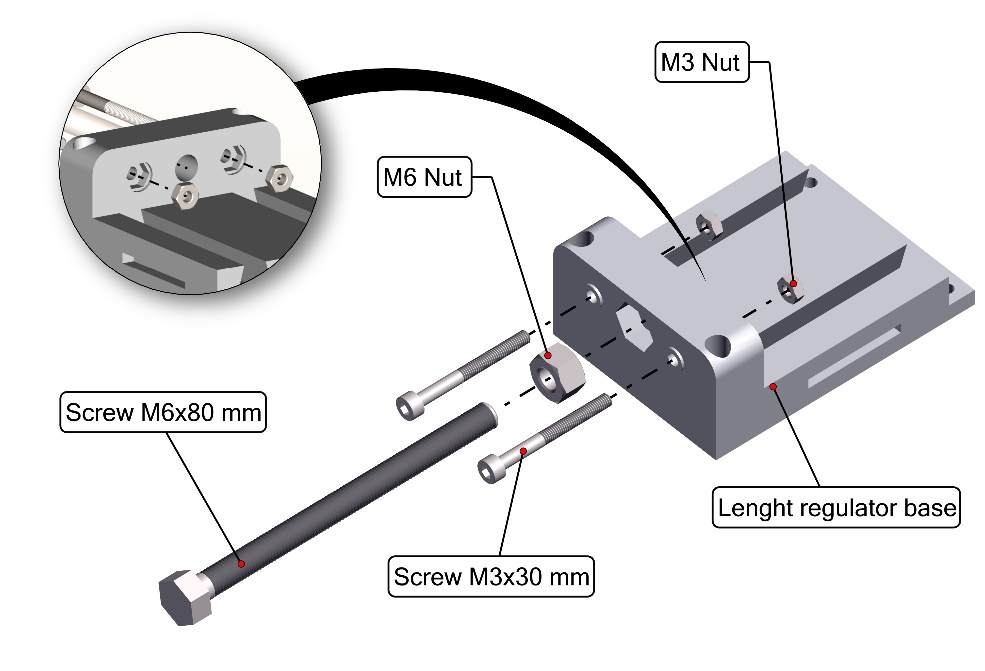 M3 Nut
M6 Nut
Screw M6x80 mm
Lenght regulator base
Screw M3x30 mm